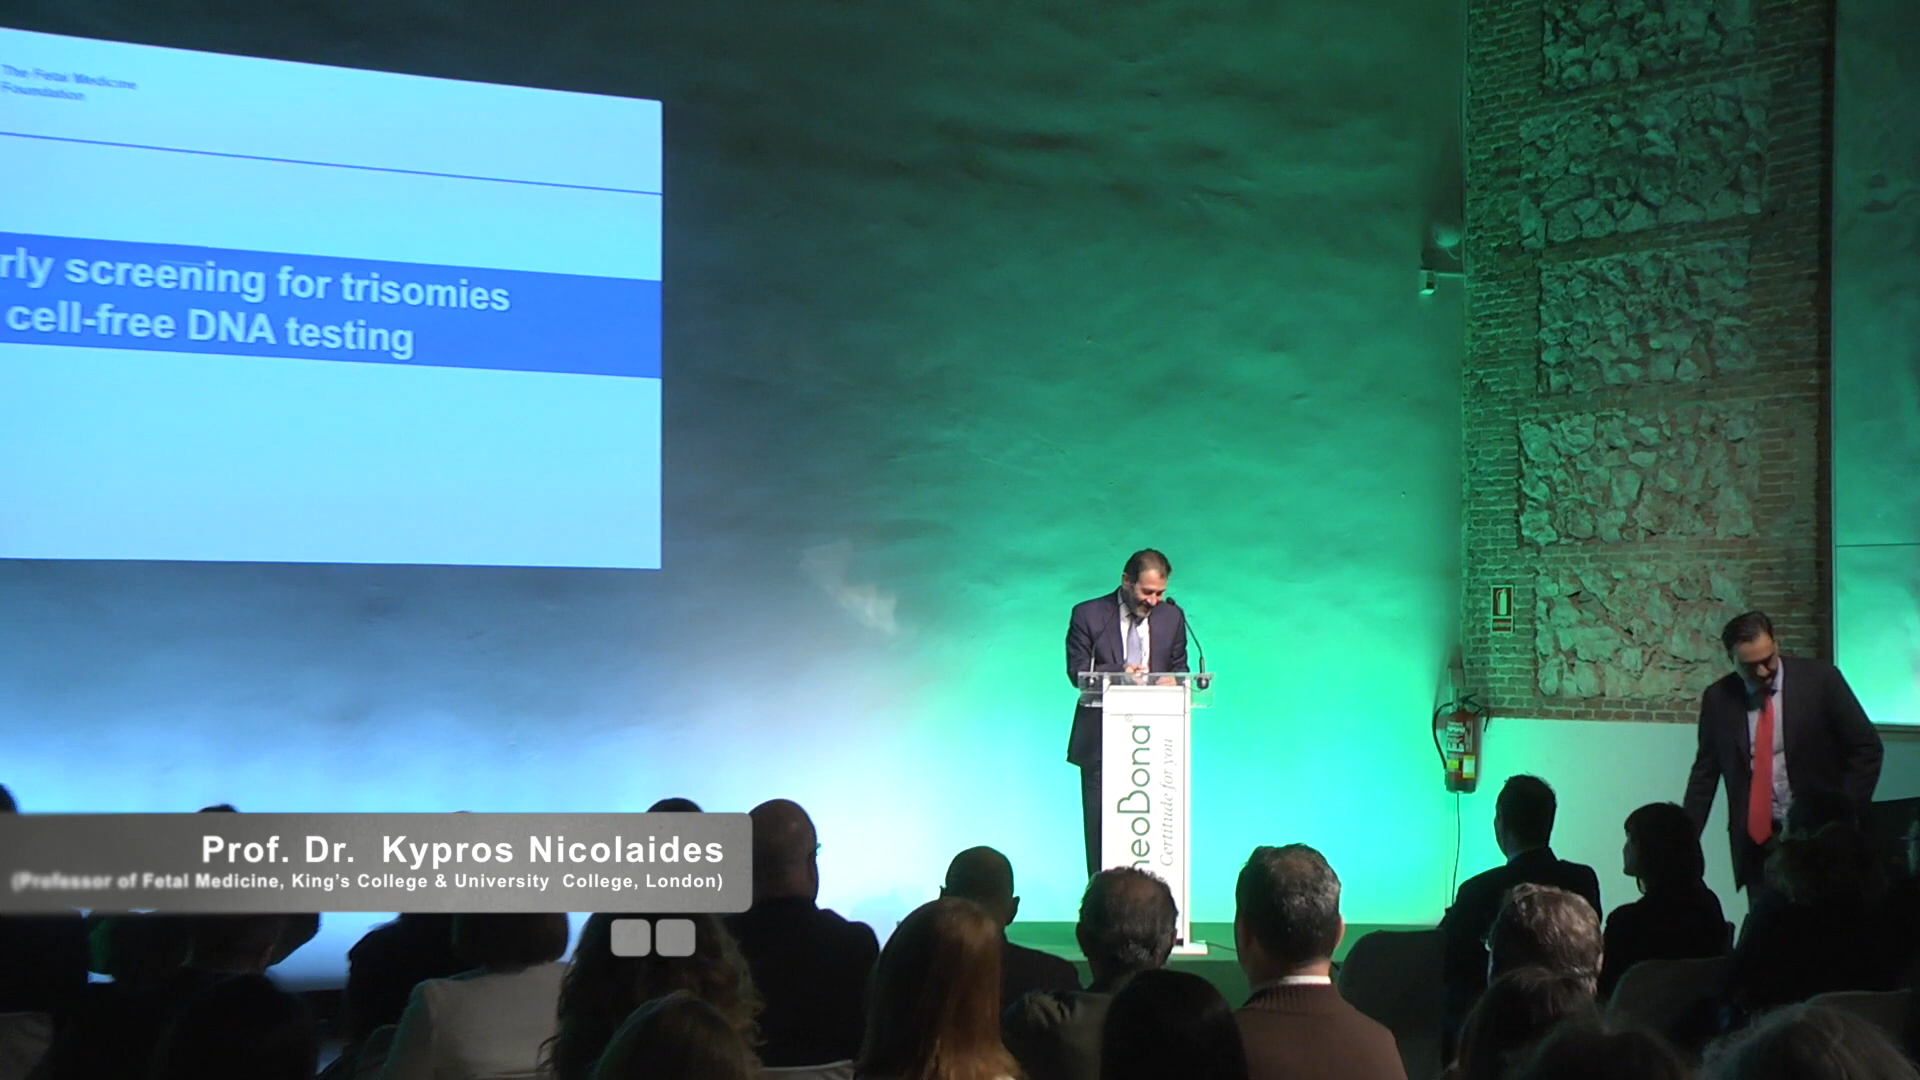 The Fetal Medicine
Foundation
rly screening for trisomies
cell-free DNA testing
neoBona®
Certitude for you
Prof. Dr. Kypros Nicolaides
(Professor of Fetal Medicine, King's College & University College, London)